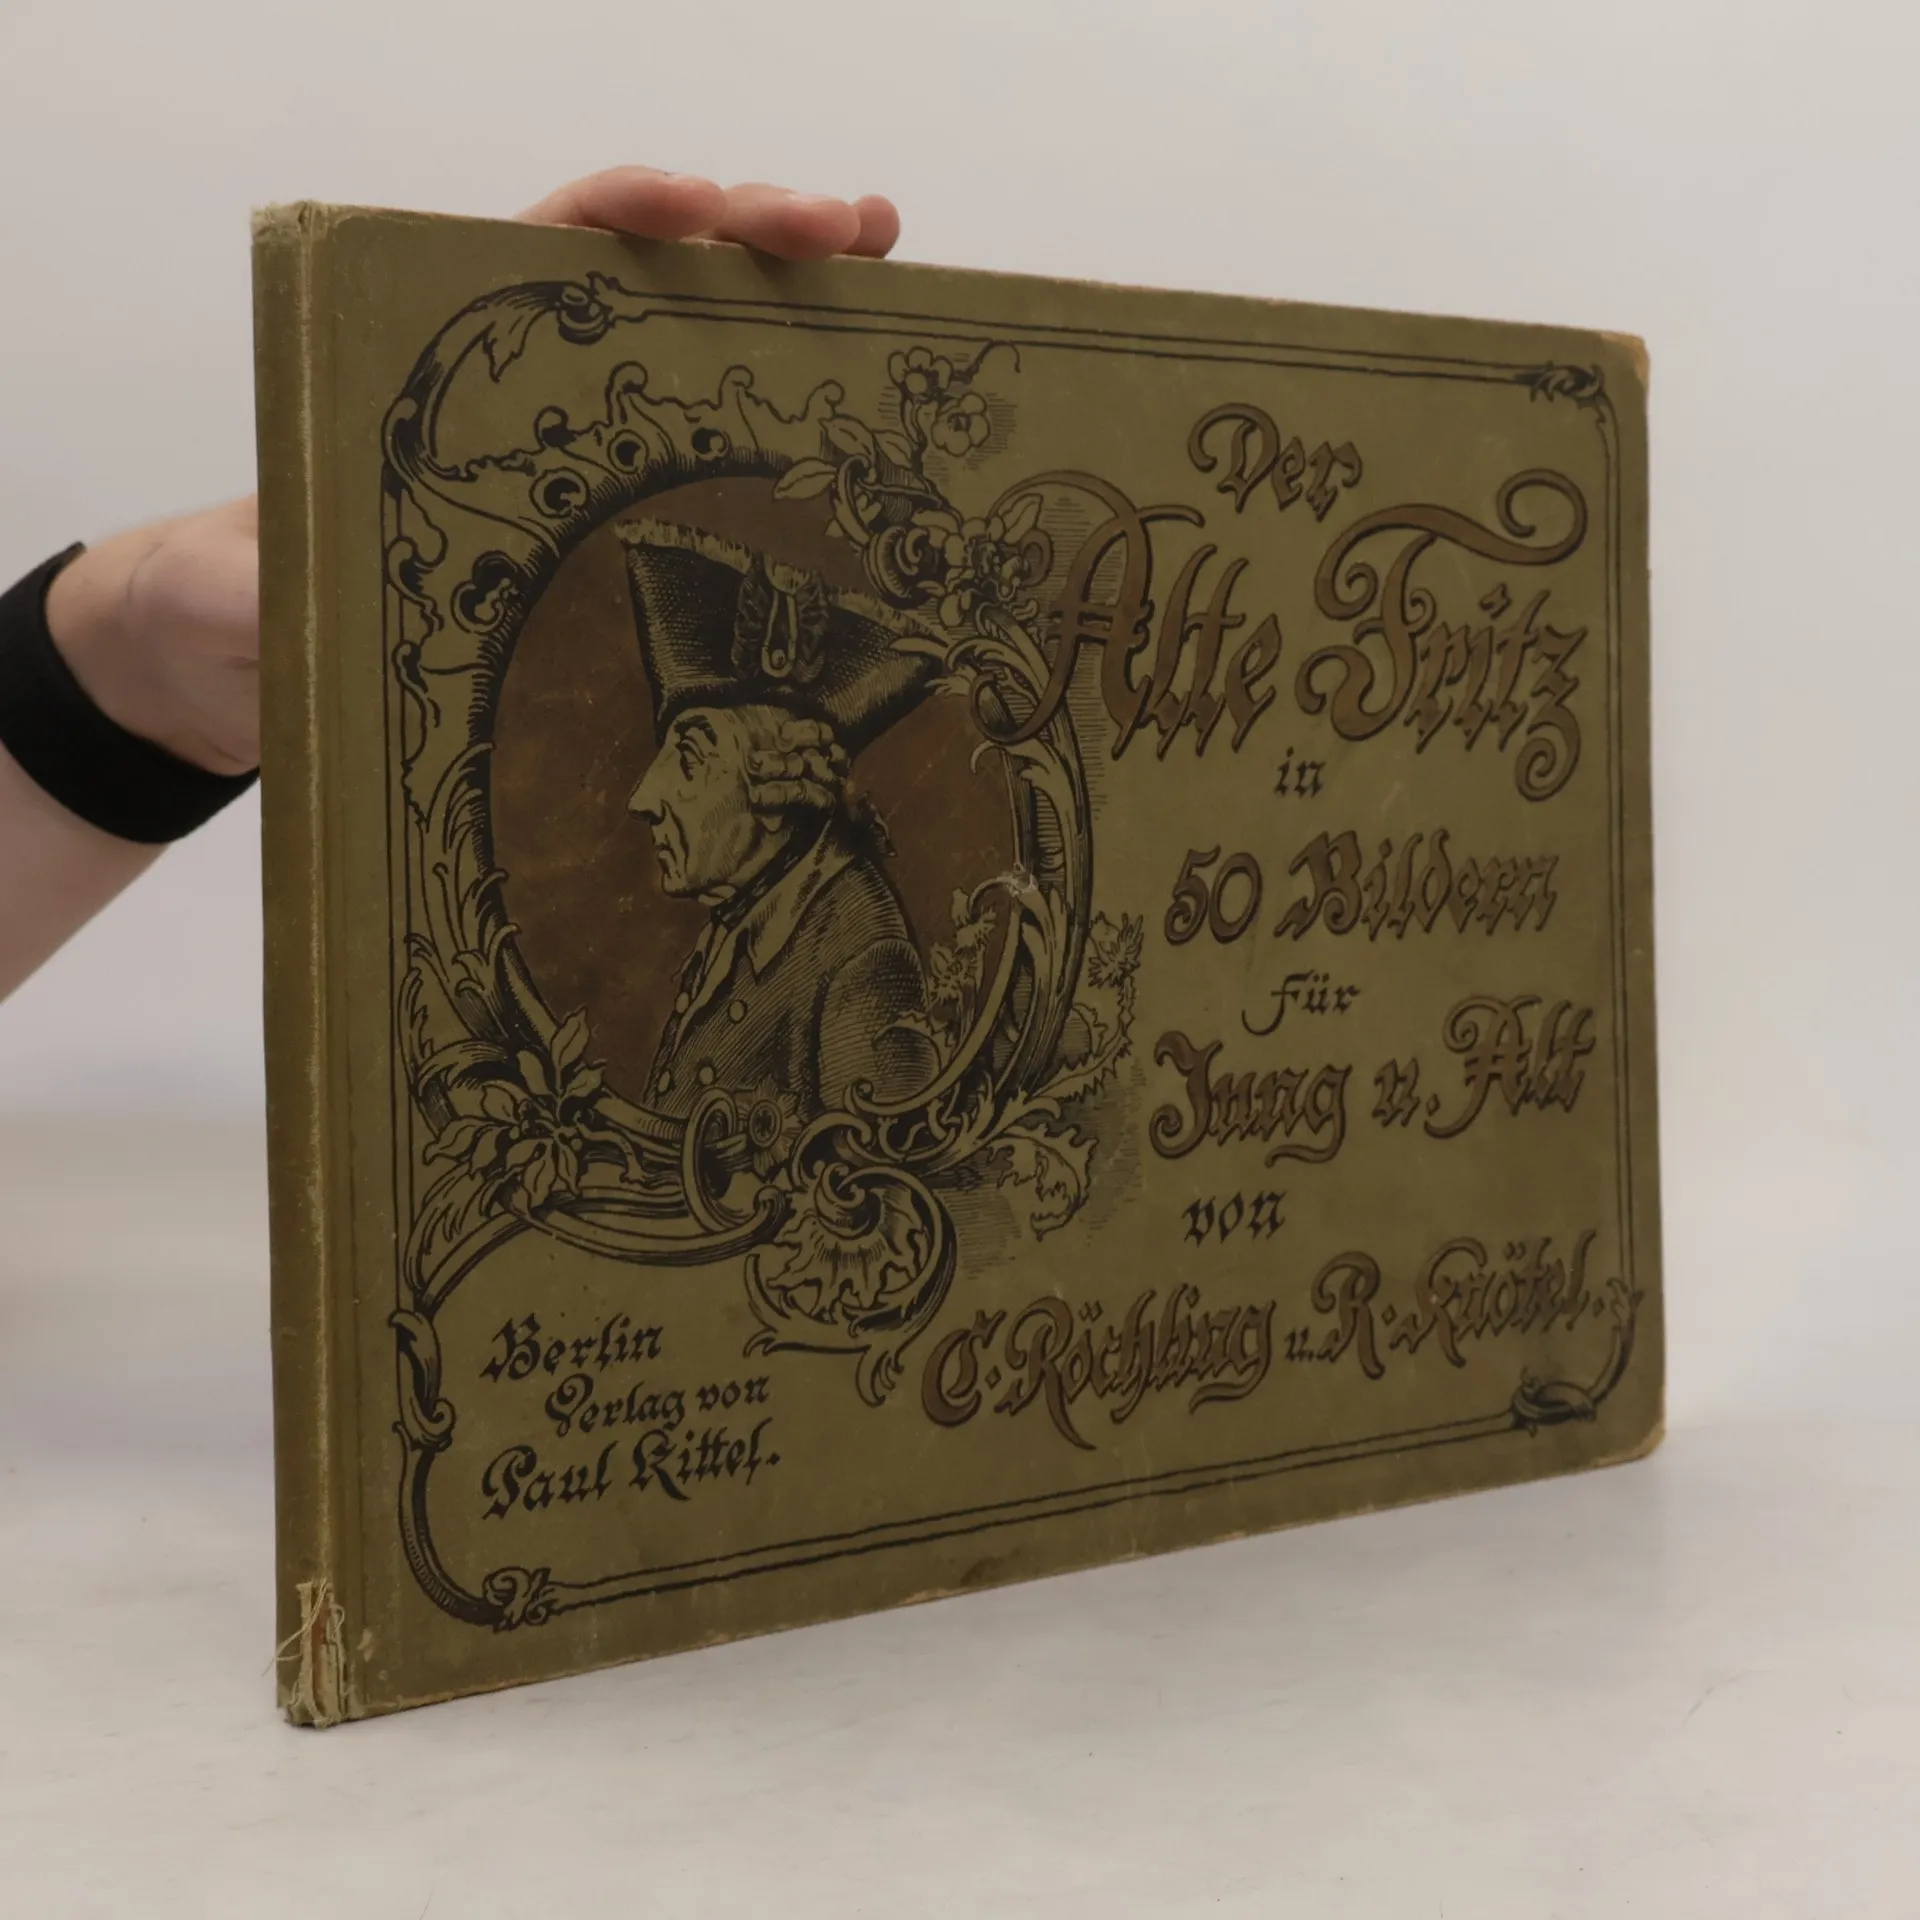 Der
Alte Fritz
in
50 Bildern
für
Jung u. Alt
von
C. Röchling u. R. Knötel.
Berlin
Verlag von
Paul Kittel.